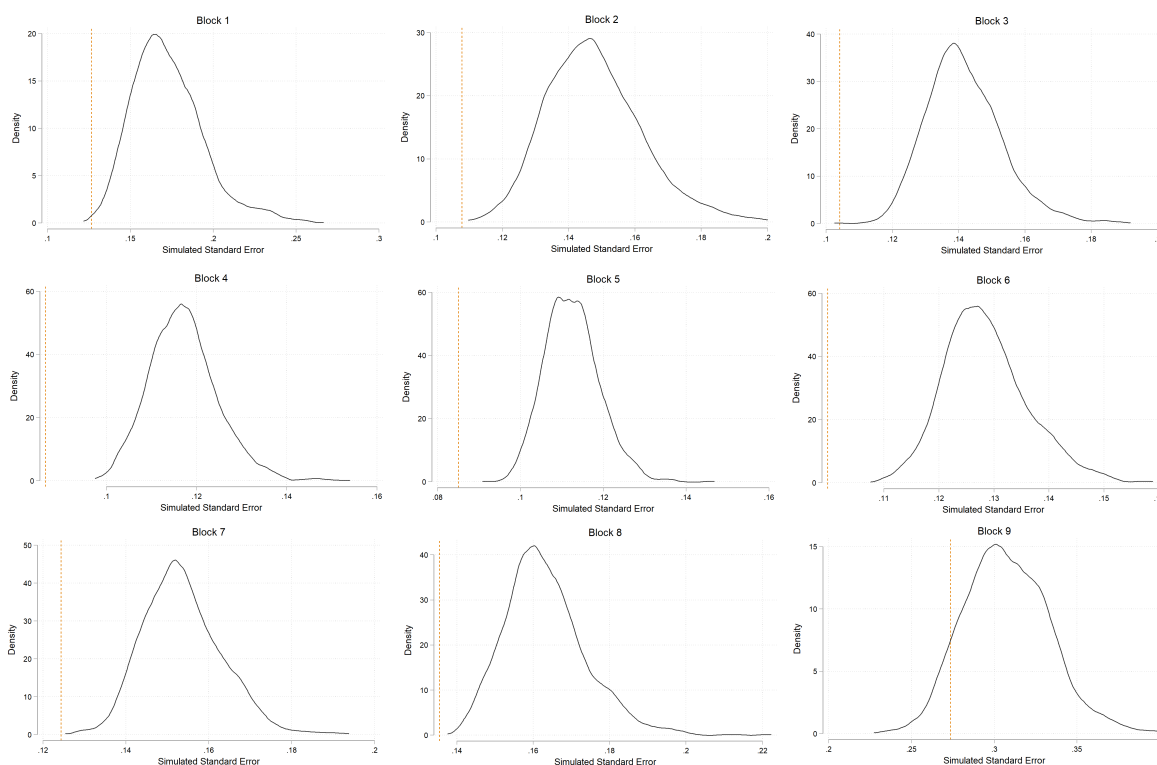 Block 1
Density
20
15
10
5
0
.1 .15 .2 .25 .3
Simulated Standard Error
Block 2
Density
30
20
10
0
.1 .12 .14 .16 .18 .2
Simulated Standard Error
Block 3
Density
40
30
20
10
0
.1 .12 .14 .16 .18
Simulated Standard Error
Block 4
Density
60
40
20
0
.1 .12 .14 .16
Simulated Standard Error
Block 5
Density
60
40
20
0
.08 .1 .12 .14 .16
Simulated Standard Error
Block 6
Density
60
40
20
0
.11 .12 .13 .14 .15
Simulated Standard Error
Block 7
Density
50
40
30
20
10
0
.12 .14 .16 .18 .2
Simulated Standard Error
Block 8
Density
40
30
20
10
0
.14 .16 .18 .2 .22
Simulated Standard Error
Block 9
Density
15
10
5
0
.2 .25 .3 .35
Simulated Standard Error